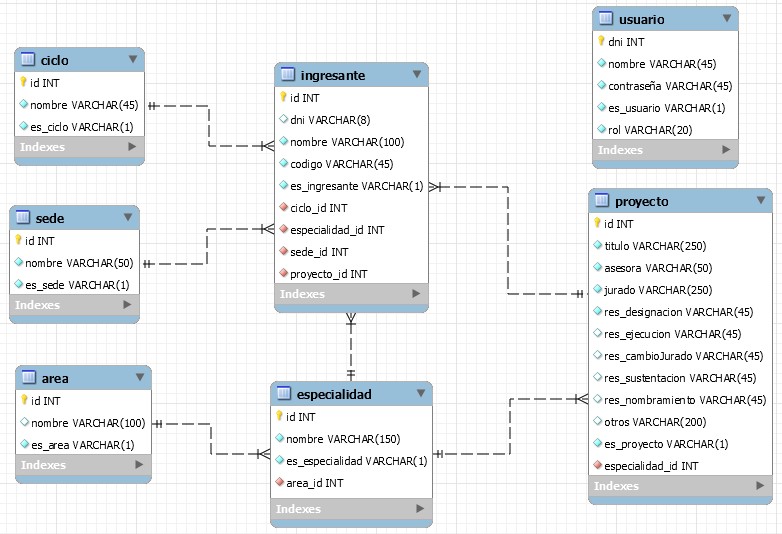 ciclo
id INT
nombre VARCHAR(45)
es_ciclo VARCHAR(1)
Indexes
sede
id INT
nombre VARCHAR(50)
es_sede VARCHAR(1)
Indexes
area
id INT
nombre VARCHAR(100)
es_area VARCHAR(1)
Indexes
ingresante
id INT
dni VARCHAR(8)
nombre VARCHAR(100)
codigo VARCHAR(45)
es_ingresante VARCHAR(1)
ciclo_id INT
especialidad_id INT
sede_id INT
proyecto_id INT
Indexes
especialidad
id INT
nombre VARCHAR(150)
es_especialidad VARCHAR(1)
area_id INT
Indexes
usuario
dni INT
nombre VARCHAR(45)
contraseña VARCHAR(45)
es_usuario VARCHAR(1)
rol VARCHAR(20)
Indexes
proyecto
id INT
titulo VARCHAR(250)
asesora VARCHAR(50)
jurado VARCHAR(250)
res_designacion VARCHAR(45)
res_ejecucion VARCHAR(45)
res_cambioJurado VARCHAR(45)
res_sustentacion VARCHAR(45)
res_nombramiento VARCHAR(45)
otros VARCHAR(200)
es_proyecto VARCHAR(1)
especialidad_id INT
Indexes